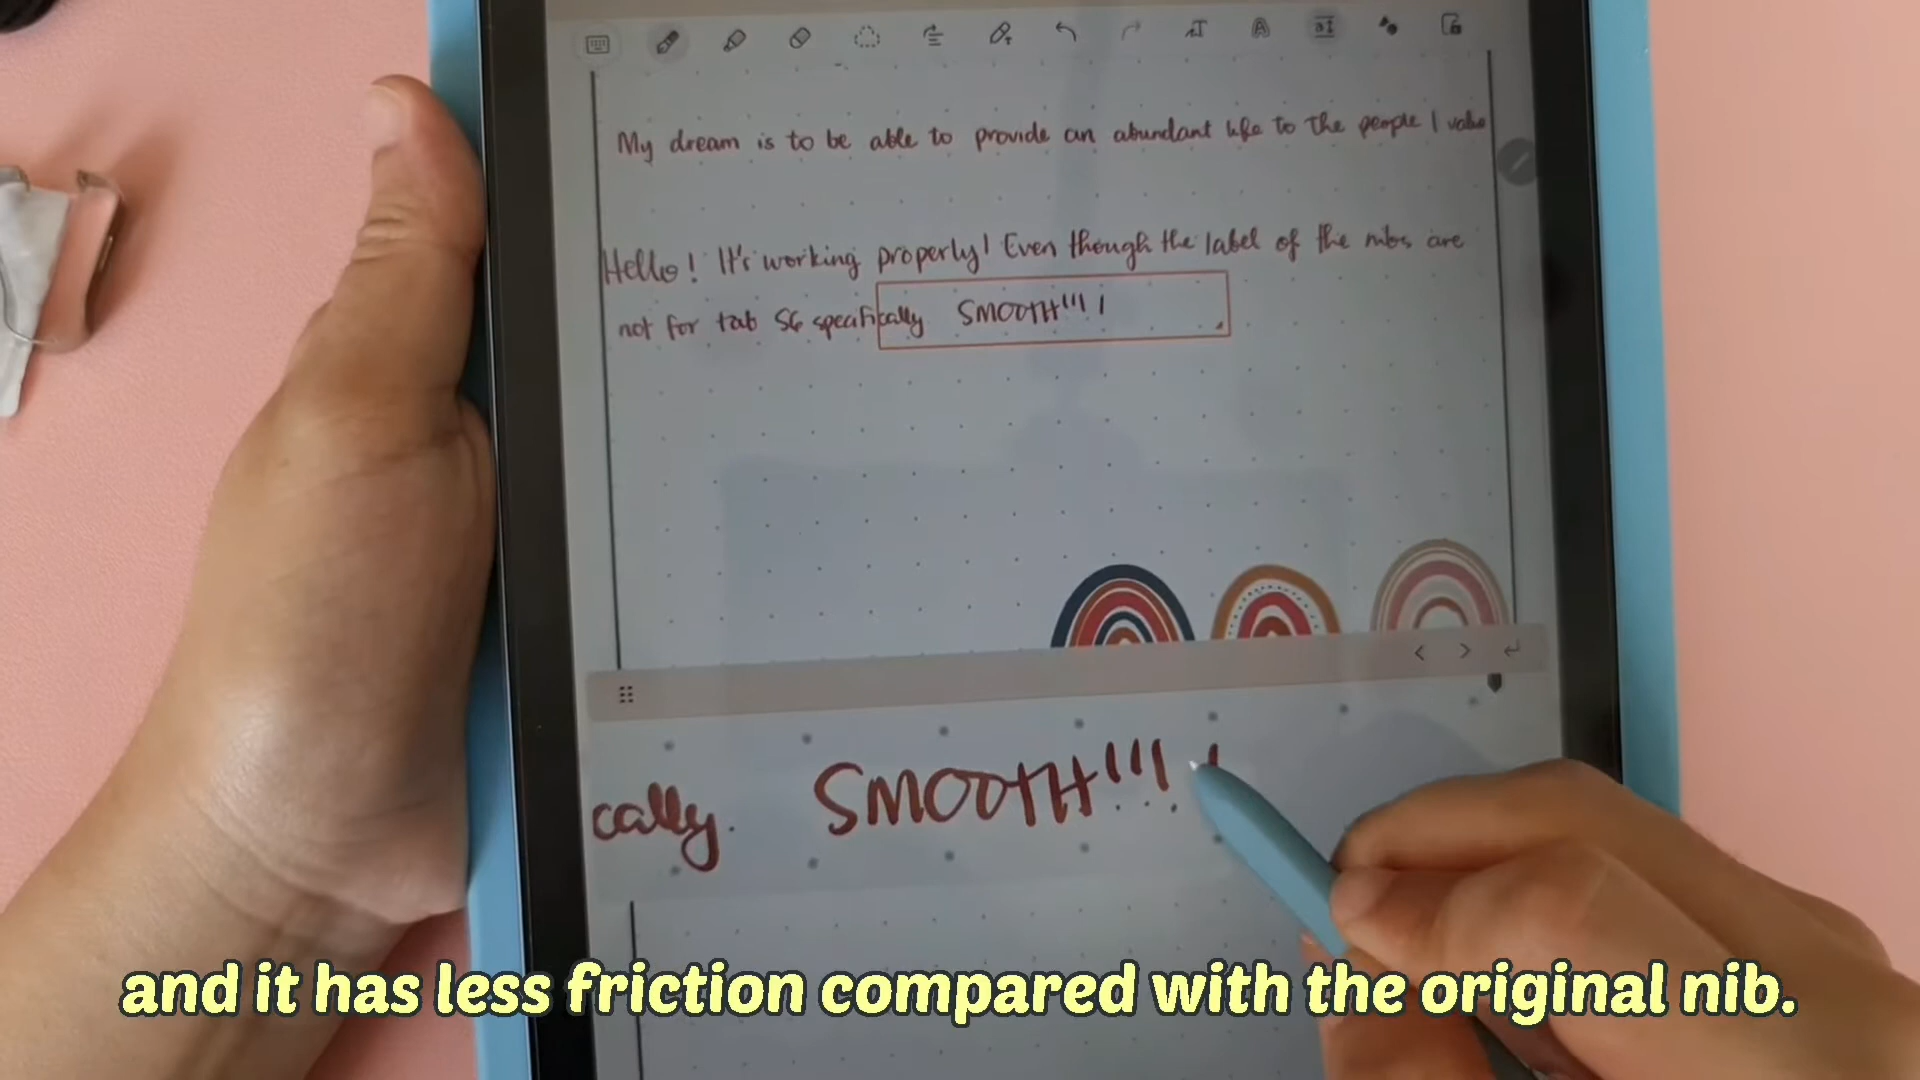 My dream is to be able to provide an abundant life to the people I value
Hello! It's working properly! Even though the label of the nibs are
not for tab S6 specifically SMOOTH!!! !
cally. SMOOTH!!! !
and it has less friction compared with the original nib.